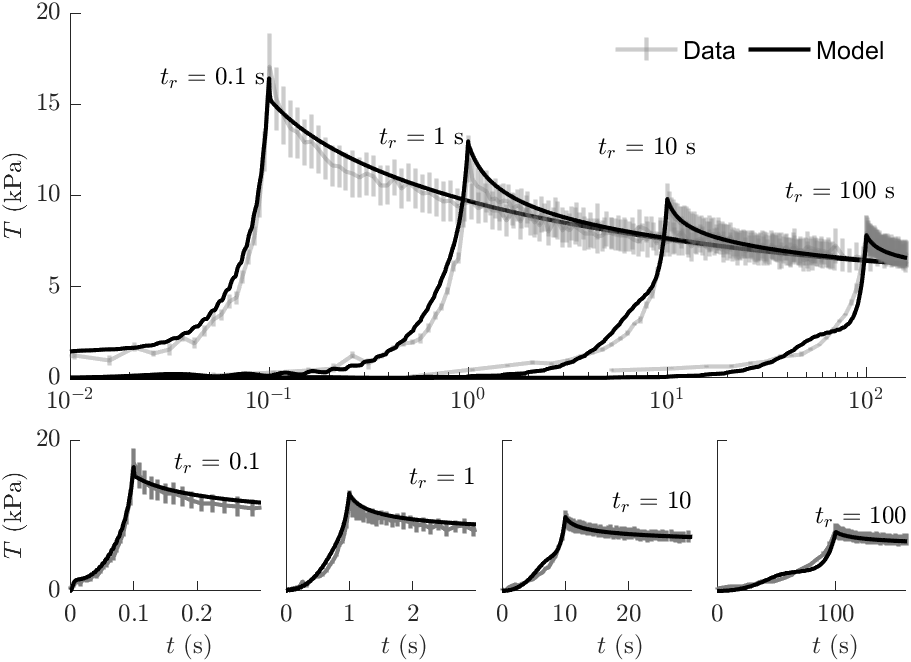 20
Data Model
t_r = 0.1 s
15
t_r = 1 s
t_r = 10 s
t_r = 100 s
T (kPa)
10
5
0
10^{-2} 10^{-1} 10^0 10^1 10^2
20
t_r = 0.1
t_r = 1
t_r = 10
t_r = 100
T (kPa)
0
0 0.1 0.2
0 1 2
0 10 20
0 100
t (s)
t (s)
t (s)
t (s)